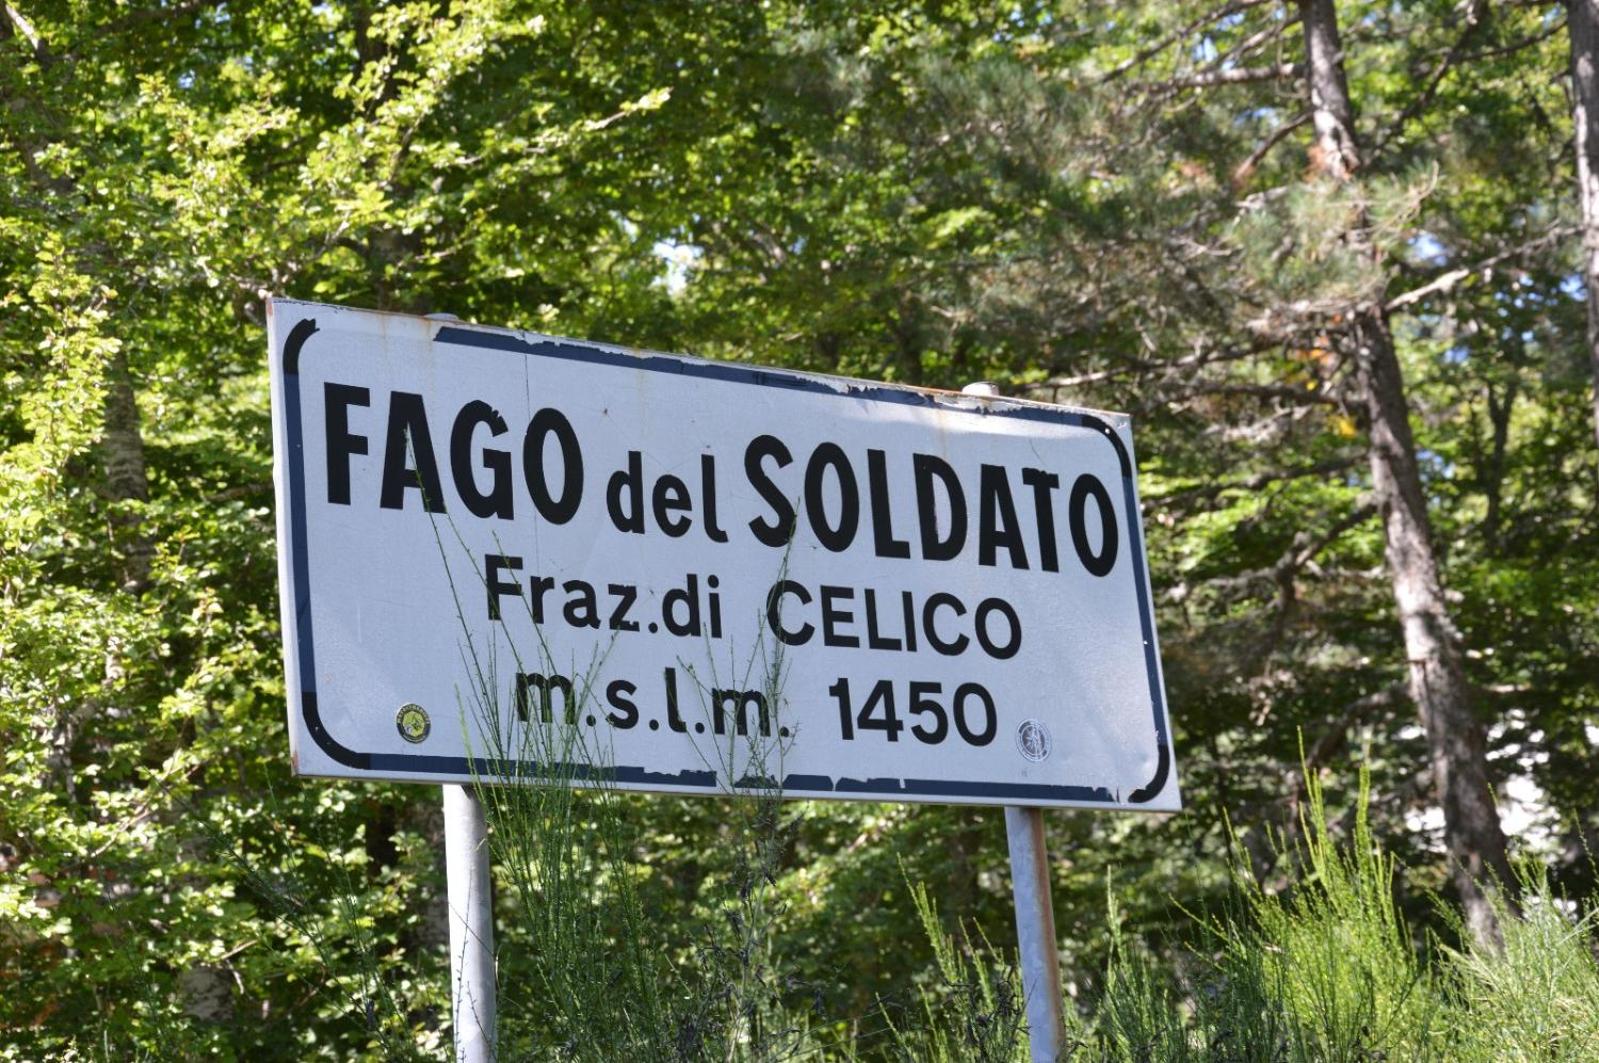 FAGO del SOLDATO
Fraz.di CELICO
m.s.l.m. 1450